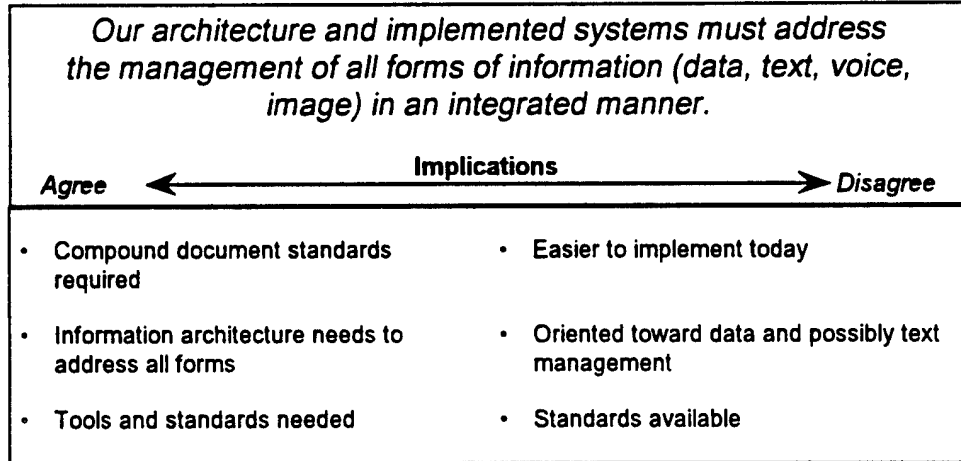 Our architecture and implemented systems must address
the management of all forms of information (data, text, voice,
image) in an integrated manner.
Implications
Agree
Disagree
• Compound document standards
required
• Information architecture needs to
address all forms
• Tools and standards needed
• Easier to implement today
• Oriented toward data and possibly text
management
• Standards available